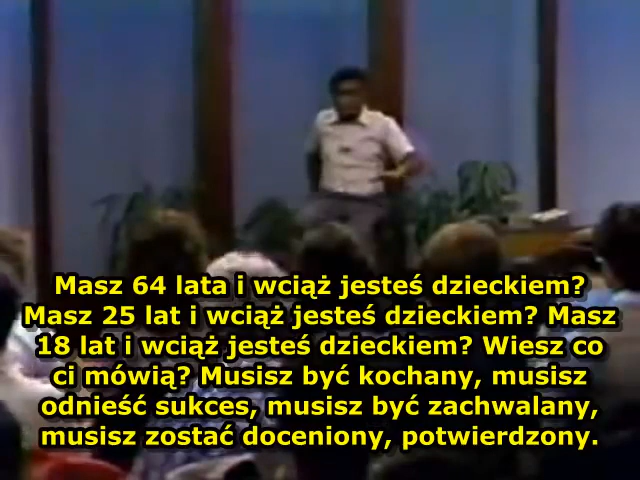 Masz 64 lata i wciąż jesteś dzieckiem?
Masz 25 lat i wciąż jesteś dzieckiem? Masz
18 lat i wciąż jesteś dzieckiem? Wiesz co
ci mówią? Musisz być kochany, musisz
odnieść sukces, musisz być zachwalany,
musisz zostać doceniony, potwierdzony.